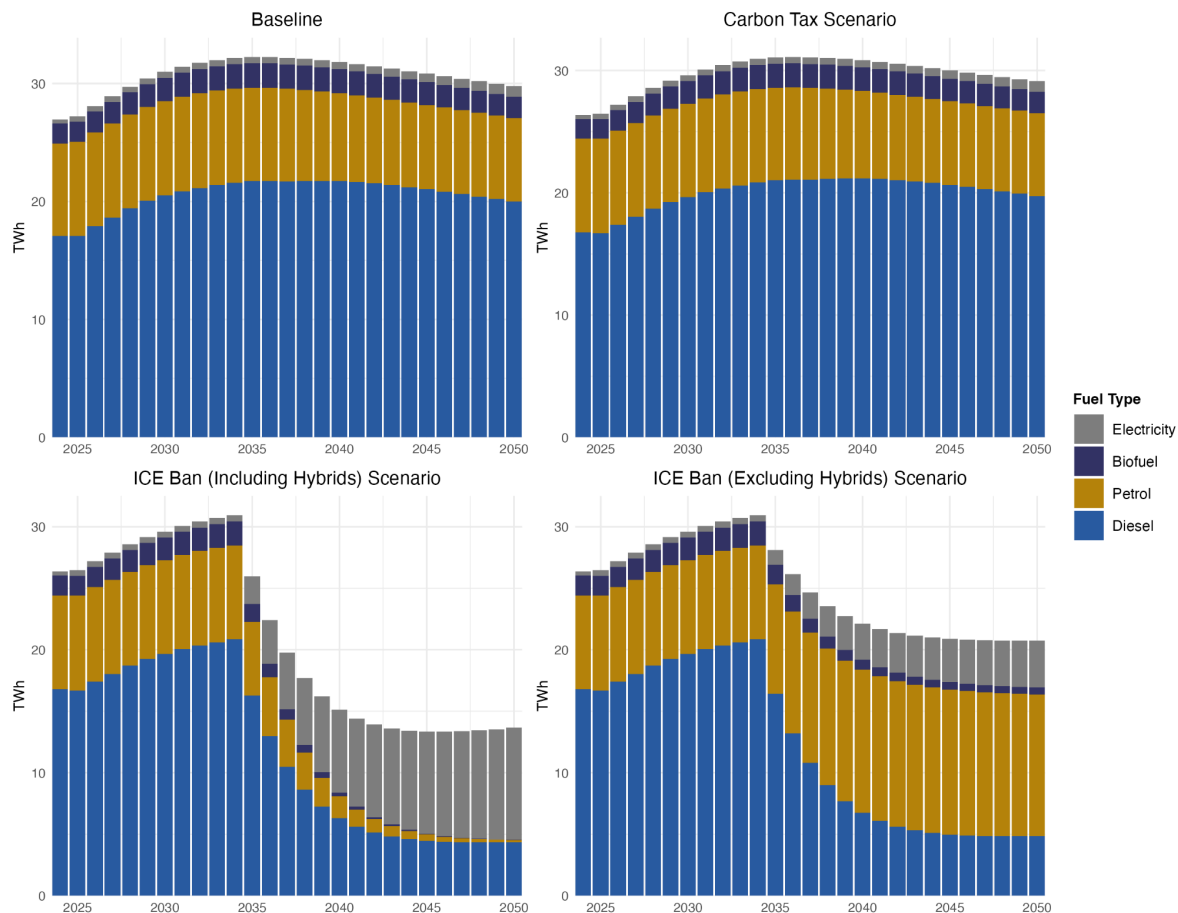 Baseline
Carbon Tax Scenario
TWh
30
20
10
0
2025 2030 2035 2040 2045 2050
TWh
30
20
10
0
2025 2030 2035 2040 2045 2050
Fuel Type
Electricity
Biofuel
Petrol
Diesel
ICE Ban (Including Hybrids) Scenario
ICE Ban (Excluding Hybrids) Scenario
TWh
30
20
10
0
2025 2030 2035 2040 2045 2050
TWh
30
20
10
0
2025 2030 2035 2040 2045 2050